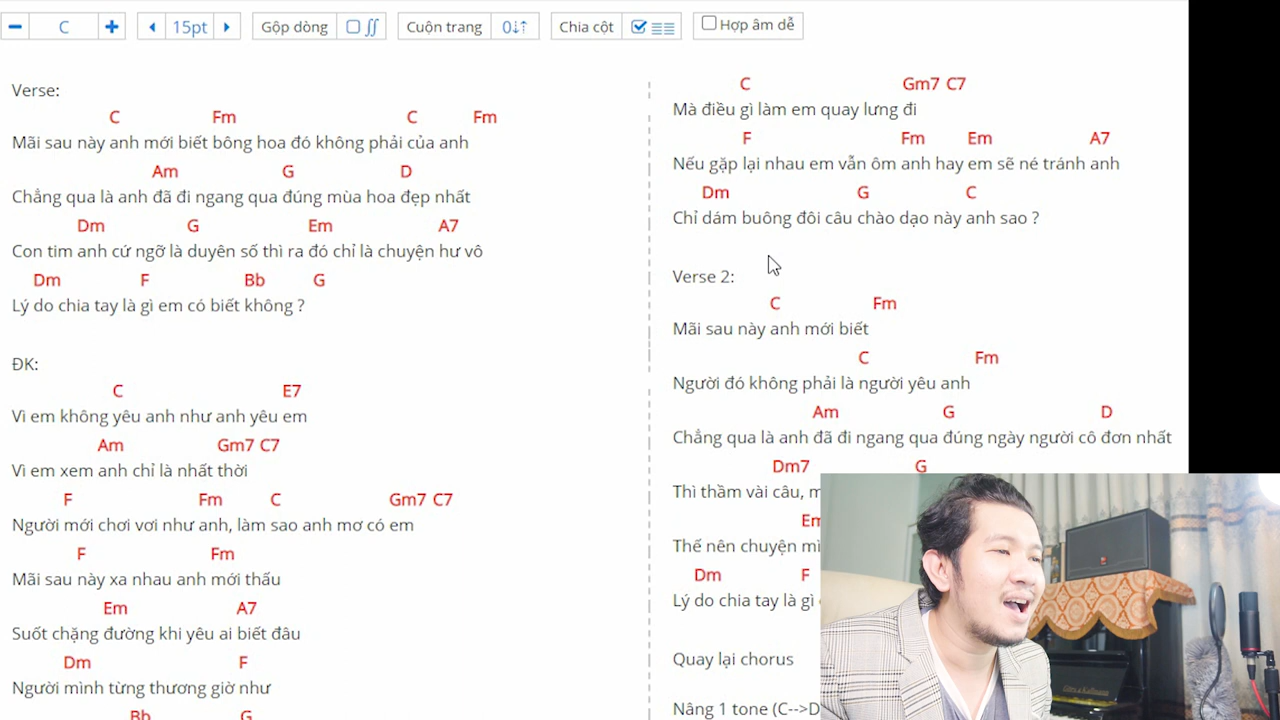 C 15pt Gộp dòng Cuộn trang 0 Chia cột Hợp âm dễ
Verse:
C Fm C Fm
Mãi sau này anh mới biết bông hoa đó không phải của anh
Am G D
Chẳng qua là anh đã đi ngang qua đúng mùa hoa đẹp nhất
Dm G Em A7
Con tim anh cứ ngỡ là duyên số thì ra đó chỉ là chuyện hư vô
Dm F Bb G
Lý do chia tay là gì em có biết không ?
ĐK:
C E7
Vì em không yêu anh như anh yêu em
Am Gm7 C7
Vì em xem anh chỉ là nhất thời
F Fm C Gm7 C7
Người mới chơi vơi như anh, làm sao anh mơ có em
F Fm
Mãi sau này xa nhau anh mới thấu
Em A7
Suốt chặng đường khi yêu ai biết đâu
Dm F
Người mình từng thương giờ như
Bb G
C Gm7 C7
Mà điều gì làm em quay lưng đi
F Fm Em A7
Nếu gặp lại nhau em vẫn ôm anh hay em sẽ né tránh anh
Dm G C
Chỉ dám buông đôi câu chào dạo này anh sao ?
Verse 2:
C Fm
Mãi sau này anh mới biết
C Fm
Người đó không phải là người yêu anh
Am G D
Chẳng qua là anh đã đi ngang qua đúng ngày người cô đơn nhất
Dm7 G
Thì thầm vài câu,
Em
Thế nên chuyện
Dm F
Lý do chia tay là gì
Quay lại chorus
Nâng 1 tone (C-->D